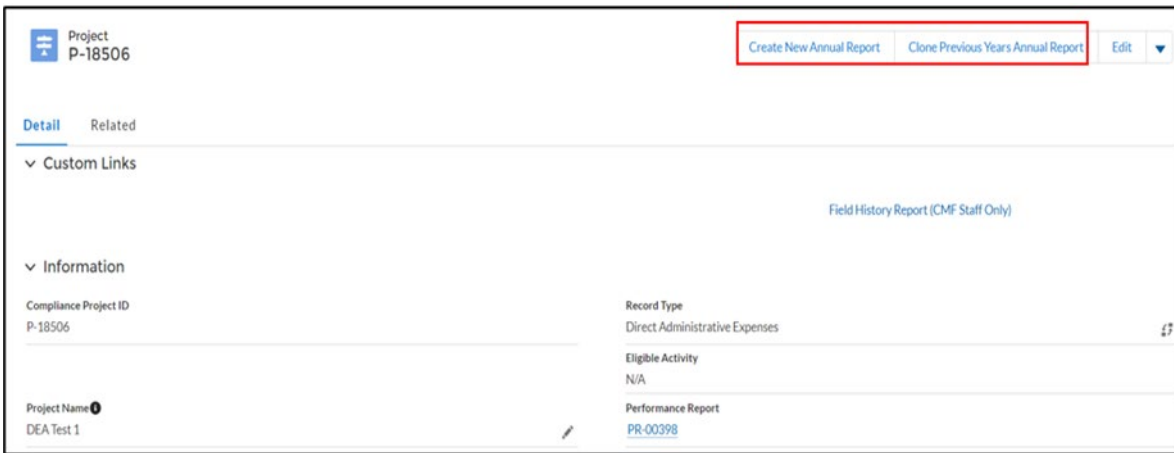 Project
P-18506
Create New Annual Report Clone Previous Years Annual Report Edit
Detail Related
Custom Links
Field History Report (CMF Staff Only)
Information
Compliance Project ID
P-18506
Record Type
Direct Administrative Expenses
Eligible Activity
N/A
Project Name
DEA Test 1
Performance Report
PR-00398